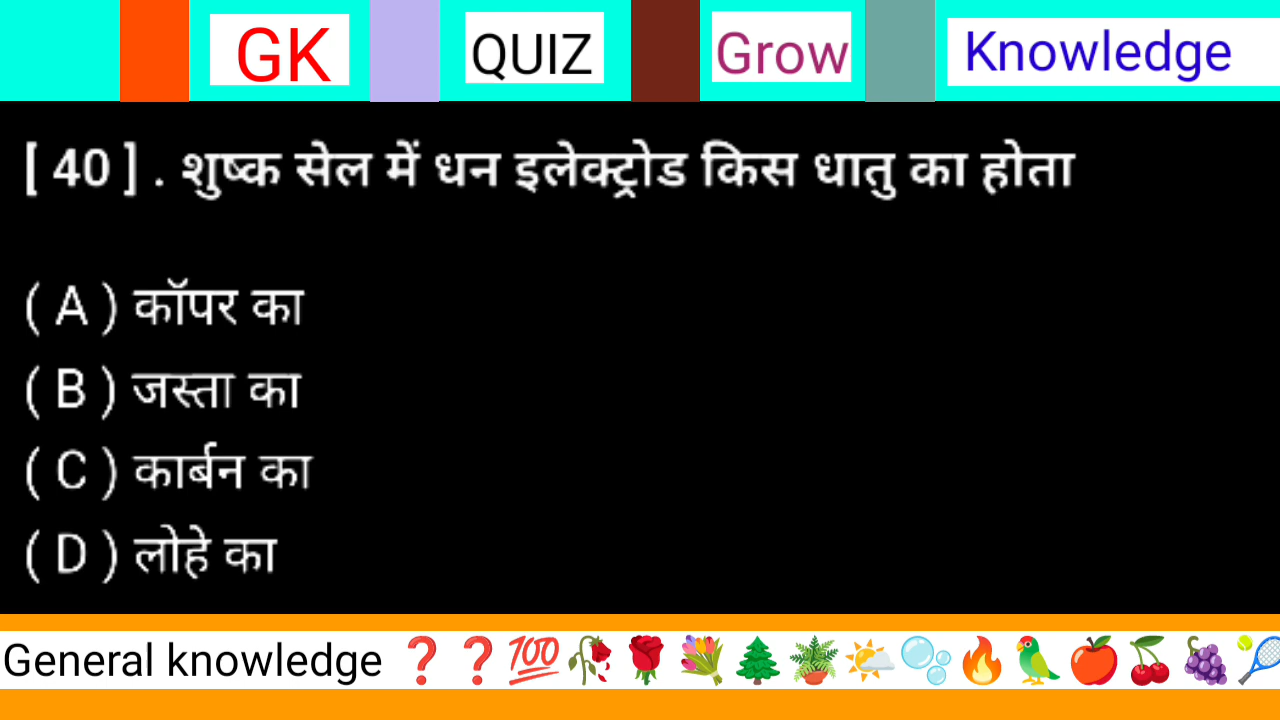 GK QUIZ Grow Knowledge
[ 40 ] . शुष्क सेल में धन इलेक्ट्रोड किस धातु का होता
( A ) कॉपर का
( B ) जस्ता का
( C ) कार्बन का
( D ) लोहे का
General knowledge ❓❓💯🥀🌹💐🌲🪴🌤️🫧🔥🦜🍎🍒🍇🎾